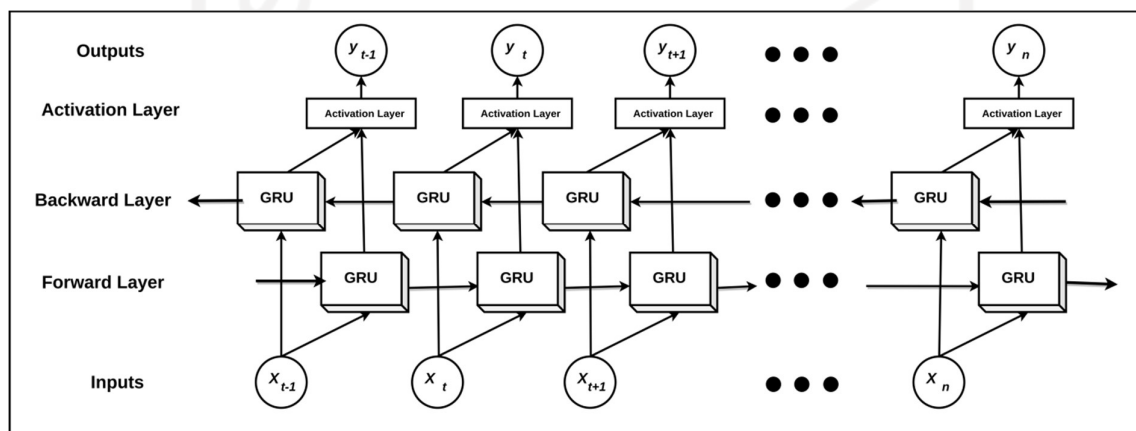 Outputs y t-1 y t y t+1 y n
Activation Layer Activation Layer Activation Layer Activation Layer Activation Layer
Backward Layer GRU GRU GRU GRU
Forward Layer GRU GRU GRU GRU
Inputs X t-1 X t X t+1 X n